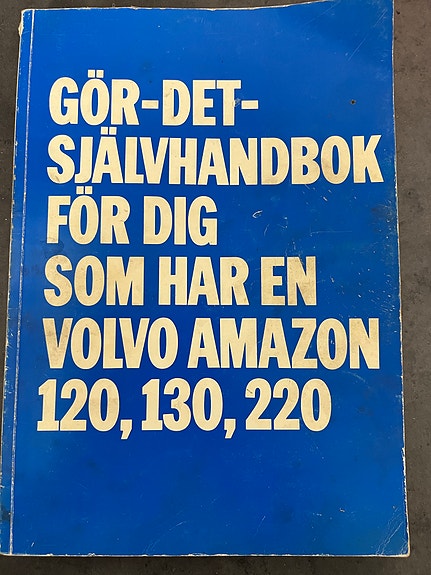 GÖR-DET-
SJÄLVHANDBOK
FÖR DIG
SOM HAR EN
VOLVO AMAZON
120, 130, 220